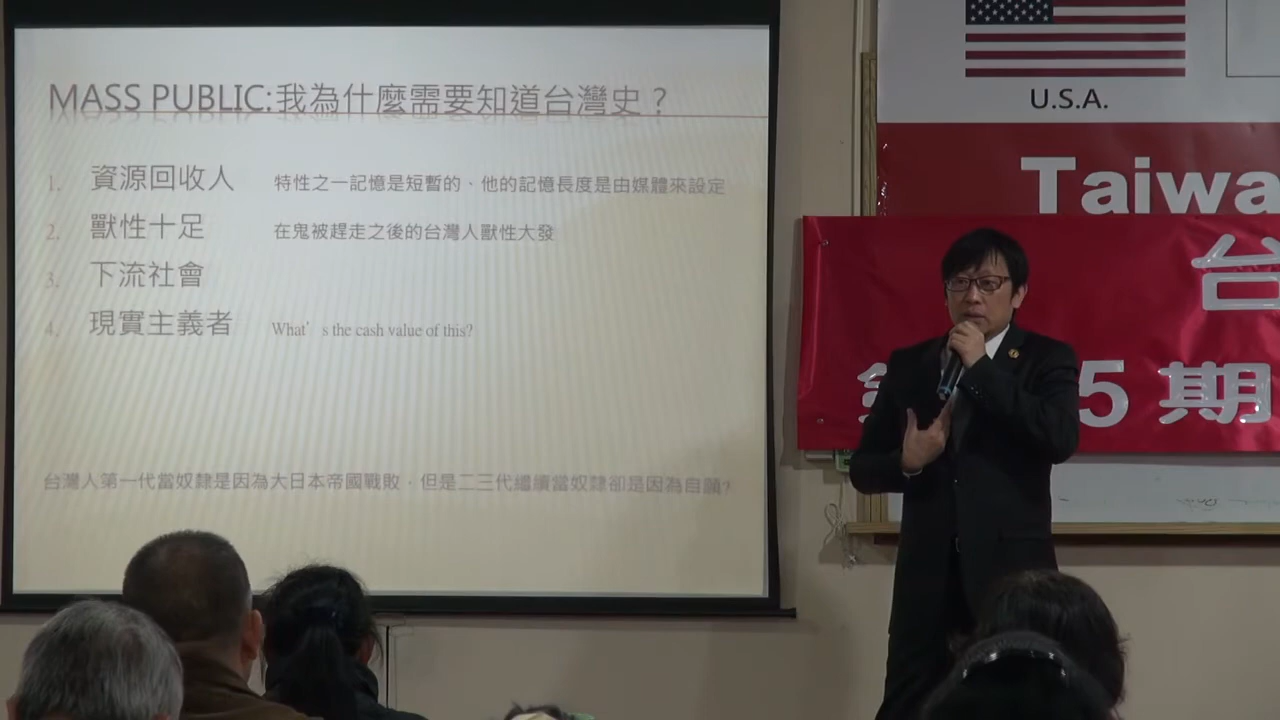 MASS PUBLIC:我為什麼需要知道台灣史？
1. 資源回收人 特性之一記憶是短暫的、他的記憶長度是由媒體來設定
2. 獸性十足 在鬼被趕走之後的台灣人獸性大發
3. 下流社會
4. 現實主義者 What's the cash value of this?
台灣人第一代當奴隸是因為大日本帝國戰敗，但是二三代繼續當奴隸卻是因為自願?
U.S.A.
Taiwa
台
5期